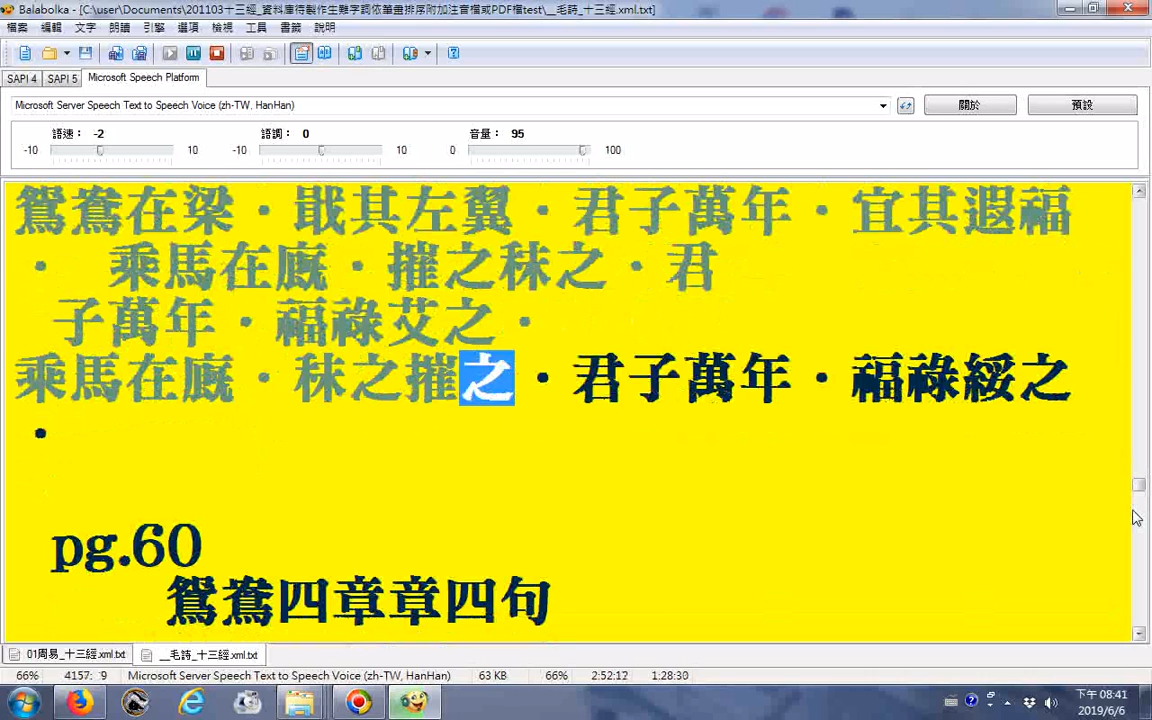 Balabolka - [C:\user\Documents\201103十三經_資料庫待製作生難字詞依筆畫排序附加注音檔或PDF檔test\__毛詩_十三經.xml.txt]
檔案 編輯 文字 朗讀 引擎 選項 檢視 工具 書籤 說明
SAPI 4 SAPI 5 Microsoft Speech Platform
Microsoft Server Speech Text to Speech Voice (zh-TW, HanHan) 關於 預設
語速： -2 語調： 0 音量： 95
-10 10 -10 10 0 100
鴛鴦在梁．戢其左翼．君子萬年．宜其遐福
． 乘馬在廄．摧之秣之．君
子萬年．福祿艾之．
乘馬在廄．秣之摧之．君子萬年．福祿綏之
．
pg.60
鴛鴦四章章四句
01周易_十三經.xml.txt __毛詩_十三經.xml.txt
66% 4157: 9 Microsoft Server Speech Text to Speech Voice (zh-TW, HanHan) 63 KB 66% 2:52:12 1:28:30
下午 08:41
2019/6/6